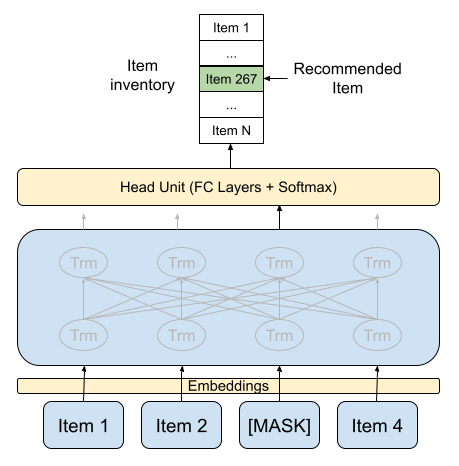 Item 1
...
Item 267
...
Item N
Item
inventory
Recommended
Item
Head Unit (FC Layers + Softmax)
Trm Trm Trm Trm
Trm Trm Trm Trm
Embeddings
Item 1 Item 2 [MASK] Item 4